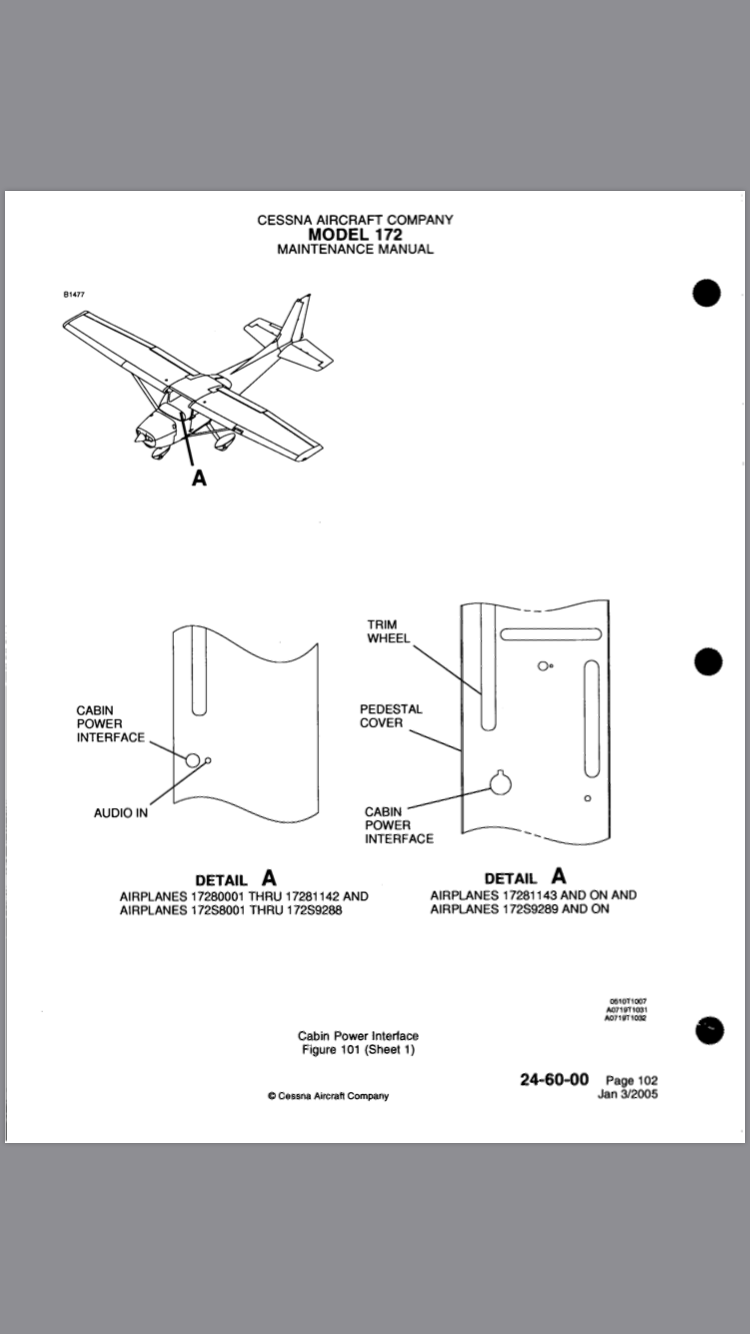 CESSNA AIRCRAFT COMPANY
MODEL 172
MAINTENANCE MANUAL
B1477
A
TRIM
WHEEL
CABIN
POWER
INTERFACE
PEDESTAL
COVER
AUDIO IN
CABIN
POWER
INTERFACE
DETAIL A
AIRPLANES 17280001 THRU 17281142 AND
AIRPLANES 172S8001 THRU 172S9288
DETAIL A
AIRPLANES 17281143 AND ON AND
AIRPLANES 172S9289 AND ON
0510T1007
A0719T1031
A0719T1032
Cabin Power Interface
Figure 101 (Sheet 1)
24-60-00 Page 102
Jan 3/2005
© Cessna Aircraft Company